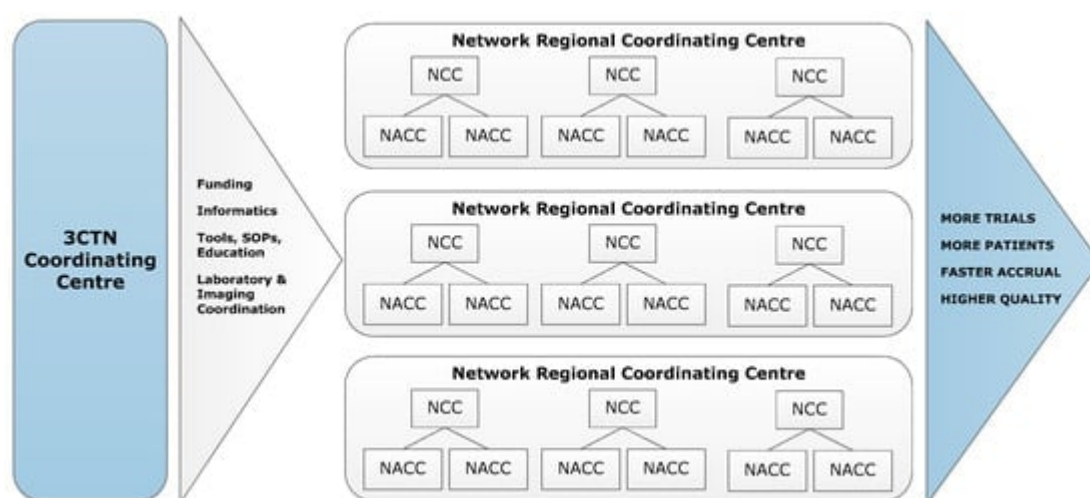 3CTN
Coordinating
Centre
Funding
Informatics
Tools, SOPs,
Education
Laboratory &
Imaging
Coordination
Network Regional Coordinating Centre
NCC NCC NCC
NACC NACC NACC NACC NACC NACC
Network Regional Coordinating Centre
NCC NCC NCC
NACC NACC NACC NACC NACC NACC
Network Regional Coordinating Centre
NCC NCC NCC
NACC NACC NACC NACC NACC NACC
MORE TRIALS
MORE PATIENTS
FASTER ACCRUAL
HIGHER QUALITY